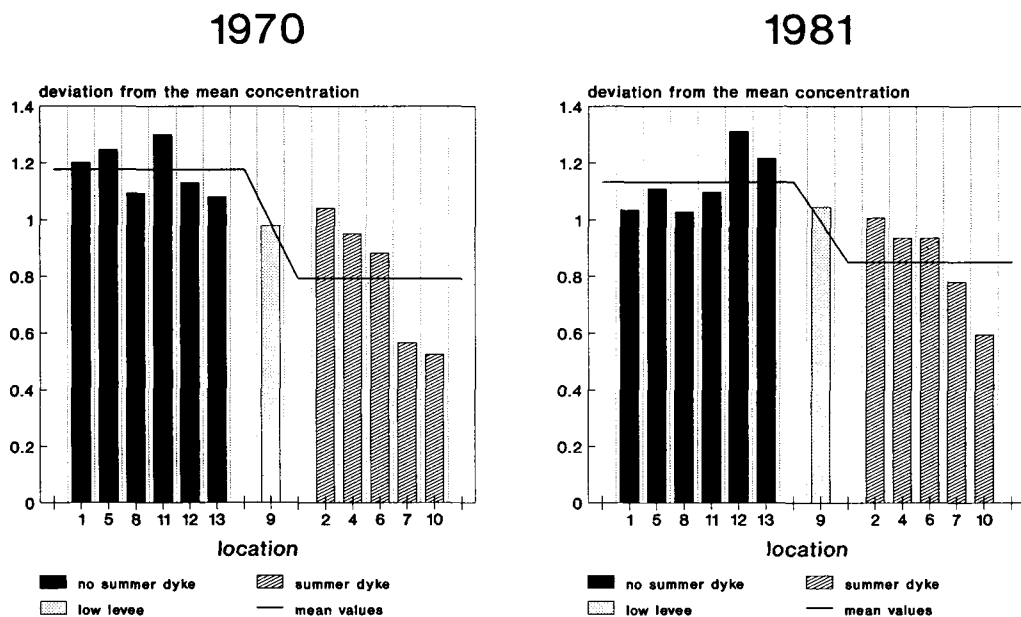 1970
deviation from the mean concentration
1.4
1.2
1
0.8
0.6
0.4
0.2
0
1 5 8 11 12 13 9 2 4 6 7 10
location
no summer dyke summer dyke
low levee mean values
1981
deviation from the mean concentration
1.4
1.2
1
0.8
0.6
0.4
0.2
0
1 5 8 11 12 13 9 2 4 6 7 10
location
no summer dyke summer dyke
low levee mean values